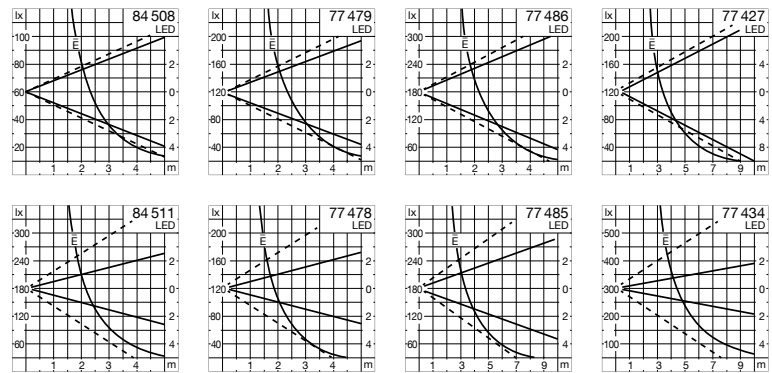 lx 84 508
LED
E
100
80 2
60 0
40 2
20 4
1 2 3 4 m
lx 77 479
LED
E
200
160 2
120 0
80 2
40 4
1 2 3 4 m
lx 77 486
LED
E
300
240 2
180 0
120 2
60 4
1 2 3 4 m
lx 77 427
LED
E
200
160 4
120 0
80 4
40 8
1 3 5 7 9 m
lx 84 511
LED
E
300
240 2
180 0
120 2
60 4
1 2 3 4 m
lx 77 478
LED
E
200
160 2
120 0
80 2
40 4
1 2 3 4 m
lx 77 485
LED
E
300
240 2
180 0
120 2
60 4
1 3 5 7 9 m
lx 77 434
LED
E
500
400 2
300 0
200 2
100 4
1 3 5 7 9 m